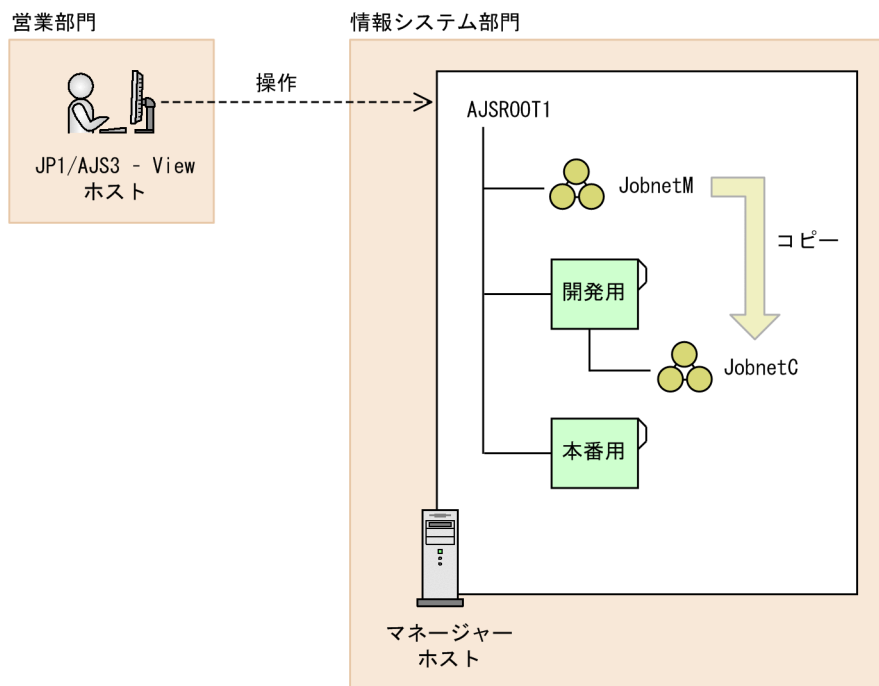 営業部門
情報システム部門
操作
JP1/AJS3 - View
ホスト
AJSROOT1
JobnetM
コピー
開発用
JobnetC
本番用
マネージャー
ホスト